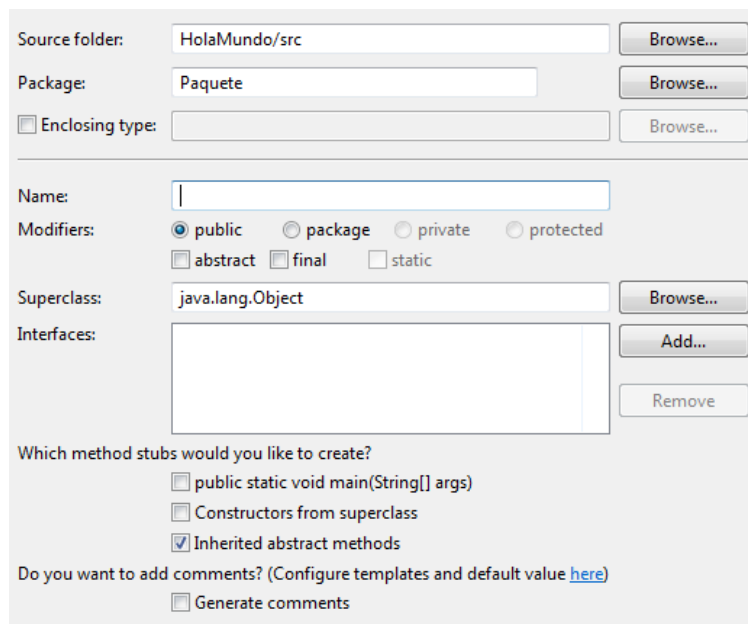 Source folder: HolaMundo/src Browse...
Package: Paquete Browse...
Enclosing type: Browse...
Name:
Modifiers: public package private protected
abstract final static
Superclass: java.lang.Object Browse...
Interfaces: Add...
Remove
Which method stubs would you like to create?
public static void main(String[] args)
Constructors from superclass
Inherited abstract methods
Do you want to add comments? (Configure templates and default value here)
Generate comments